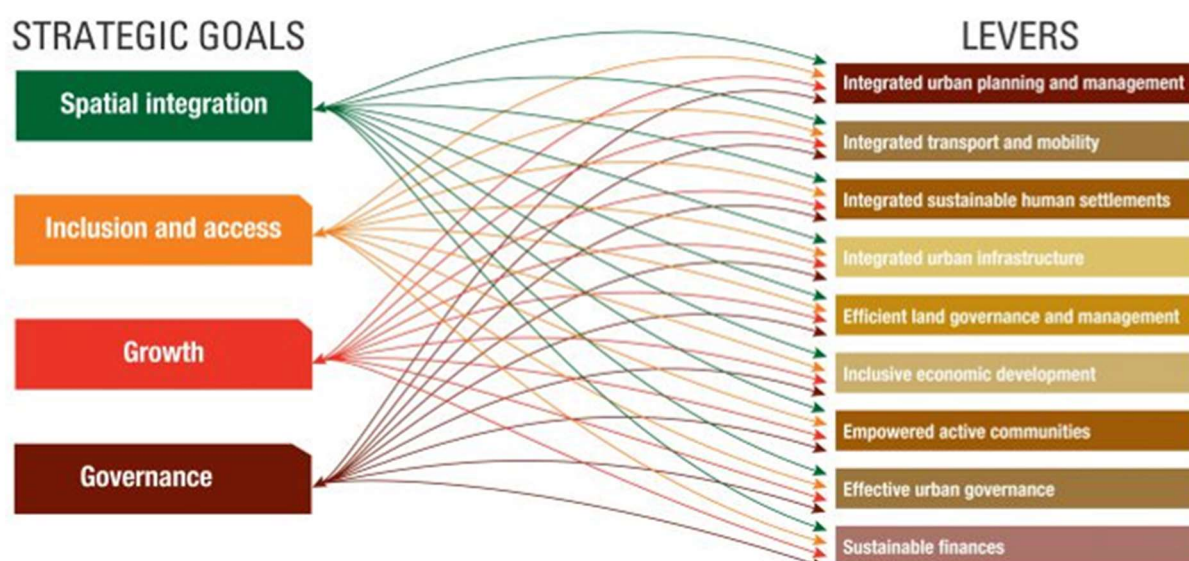 STRATEGIC GOALS
Spatial integration
Inclusion and access
Growth
Governance
LEVERS
Integrated urban planning and management
Integrated transport and mobility
Integrated sustainable human settlements
Integrated urban infrastructure
Efficient land governance and management
Inclusive economic development
Empowered active communities
Effective urban governance
Sustainable finances